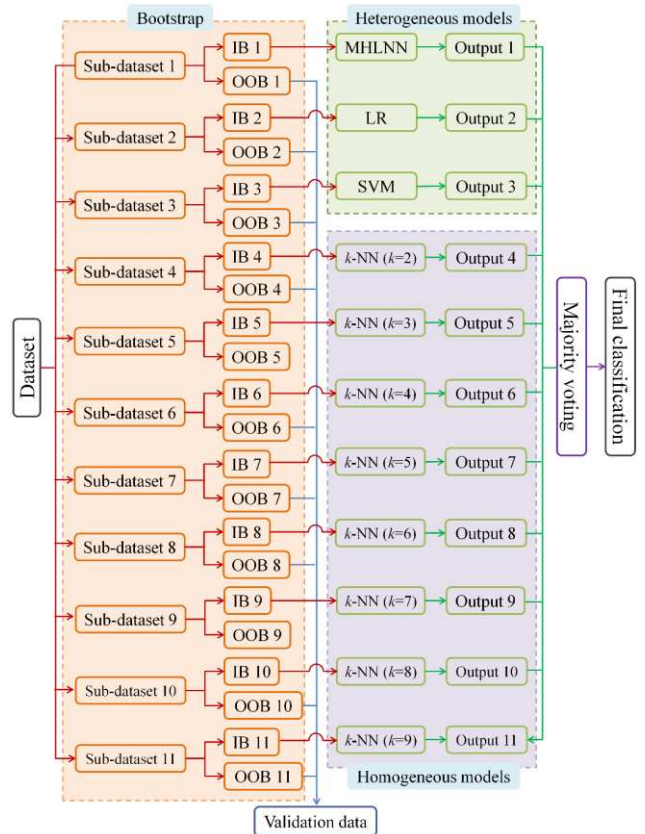 Bootstrap
Heterogeneous models
Dataset
Sub-dataset 1
IB 1
OOB 1
MHLNN
Output 1
Sub-dataset 2
IB 2
OOB 2
LR
Output 2
Sub-dataset 3
IB 3
OOB 3
SVM
Output 3
Sub-dataset 4
IB 4
OOB 4
k-NN (k=2)
Output 4
Sub-dataset 5
IB 5
OOB 5
k-NN (k=3)
Output 5
Sub-dataset 6
IB 6
OOB 6
k-NN (k=4)
Output 6
Sub-dataset 7
IB 7
OOB 7
k-NN (k=5)
Output 7
Sub-dataset 8
IB 8
OOB 8
k-NN (k=6)
Output 8
Sub-dataset 9
IB 9
OOB 9
k-NN (k=7)
Output 9
Sub-dataset 10
IB 10
OOB 10
k-NN (k=8)
Output 10
Sub-dataset 11
IB 11
OOB 11
k-NN (k=9)
Output 11
Majority voting
Final classification
Homogeneous models
Validation data